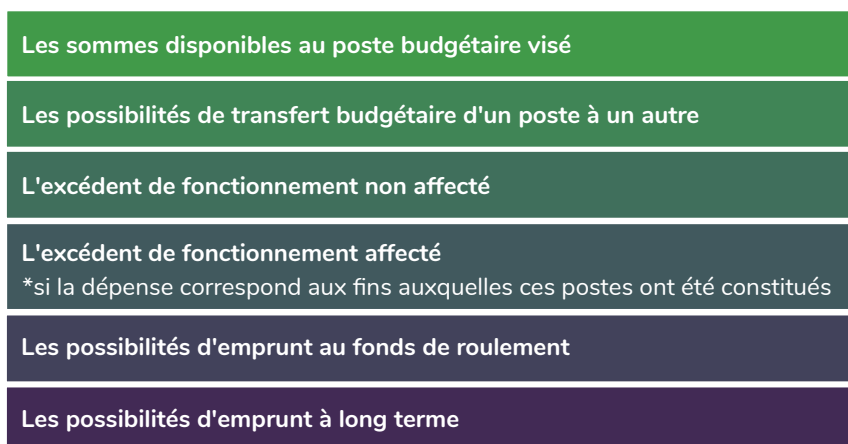 Les sommes disponibles au poste budgétaire visé
Les possibilités de transfert budgétaire d'un poste à un autre
L'excédent de fonctionnement non affecté
L'excédent de fonctionnement affecté
*si la dépense correspond aux fins auxquelles ces postes ont été constitués
Les possibilités d'emprunt au fonds de roulement
Les possibilités d'emprunt à long terme